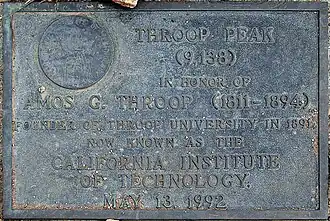 THROOP PEAK
(9,138)
IN HONOR OF
AMOS G. THROOP (1811-1894)
FOUNDER OF THROOP UNIVERSITY IN 1891,
NOW KNOWN AS THE
CALIFORNIA INSTITUTE
OF TECHNOLOGY.
MAY 13, 1992